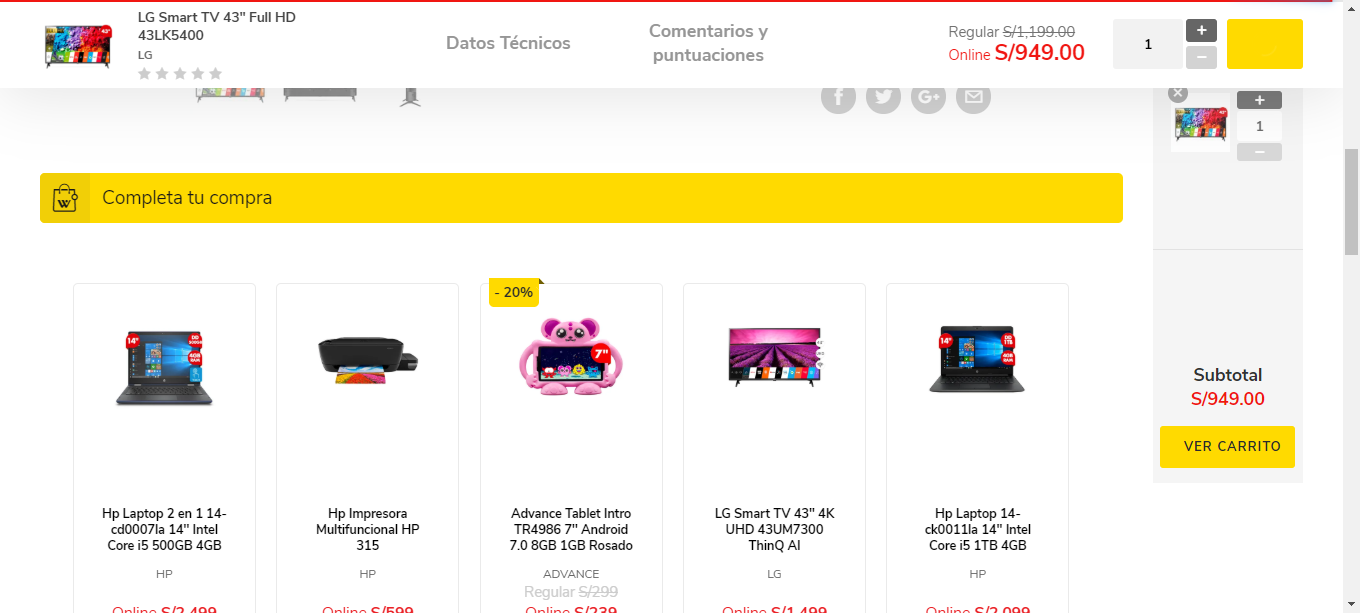 LG Smart TV 43" Full HD
43LK5400
LG
Datos Técnicos
Comentarios y
puntuaciones
Regular S/1,199.00
Online S/949.00
1
+
−
+
1
−
Completa tu compra
- 20%
14"
7"
14"
Hp Laptop 2 en 1 14-
cd0007la 14" Intel
Core i5 500GB 4GB
HP
Online S/2,499
Hp Impresora
Multifuncional HP
315
HP
Online S/599
Advance Tablet Intro
TR4986 7'' Android
7.0 8GB 1GB Rosado
ADVANCE
Regular S/299
Online S/239
LG Smart TV 43" 4K
UHD 43UM7300
ThinQ AI
LG
Online S/1,499
Hp Laptop 14-
ck0011la 14" Intel
Core i5 1TB 4GB
HP
Online S/2,099
Subtotal
S/949.00
VER CARRITO